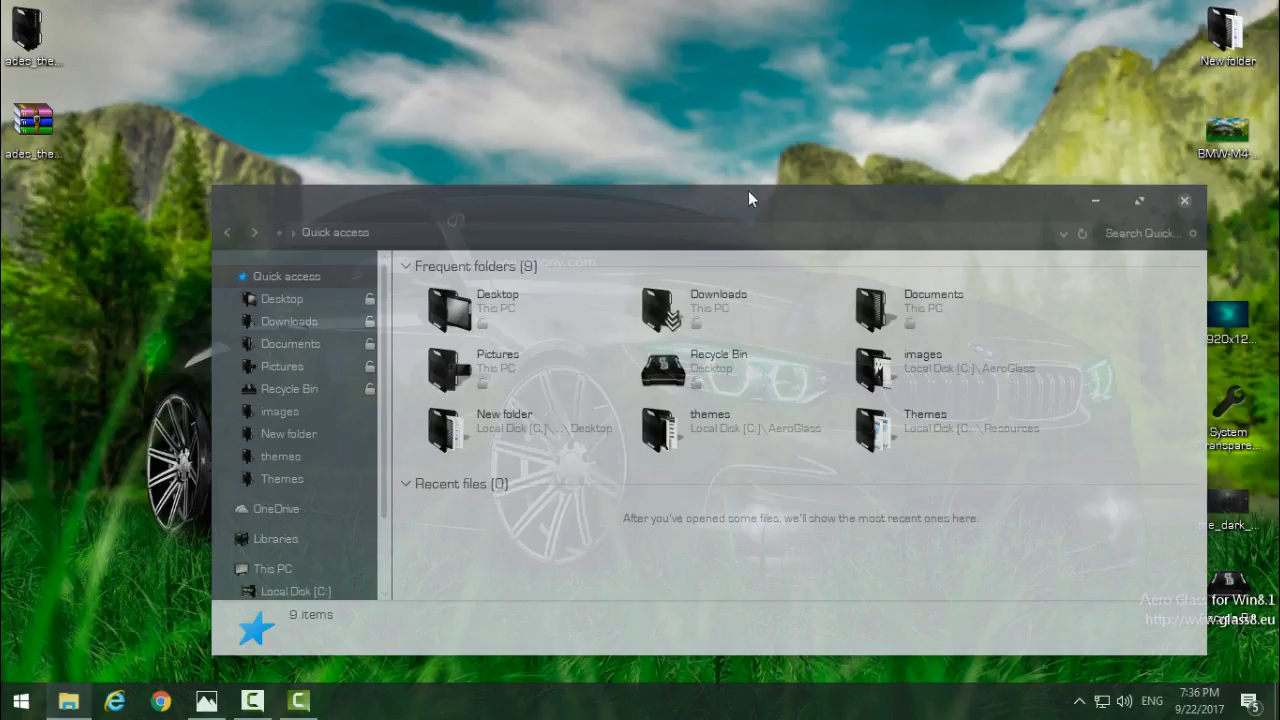 ades_the...
ades_the...
New folder
BMW-M4-...
Quick access
Search Quick...
Quick access
Desktop
Downloads
Documents
Pictures
Recycle Bin
images
New folder
themes
Themes
OneDrive
Libraries
This PC
Local Disk [C:]
Frequent folders [9]
Desktop
This PC
Downloads
This PC
Documents
This PC
Pictures
This PC
Recycle Bin
Desktop
images
Local Disk [C:]\AeroGlass
New folder
Local Disk [C:]\...\Desktop
themes
Local Disk [C:]\AeroGlass
Themes
Local Disk [C:...\Resources
Recent files [0]
After you've opened some files, we'll show the most recent ones here.
9 items
920x12...
System
ranspare...
Aero Glass for Win8.1
http://www.glass8.eu
ENG
7:36 PM
9/22/2017
5